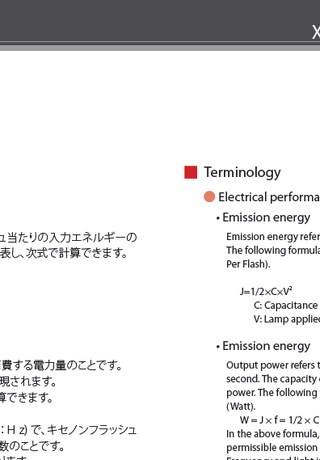 X
ュ当たりの入力エネルギーの
表し、次式で計算できます。
費する電力量のことです。
現されます。
算できます。
：Ｈｚ)で、キセノンフラッシュ
数のことです。
Terminology
Electrical performa
• Emission energy
Emission energy refer
The following formula
Per Flash).
J=1/2×C×V²
C: Capacitance
V: Lamp applied
• Emission energy
Output power refers t
second. The capacity o
power. The following
(Watt).
W = J × f = 1/2 × C
In the above formula,
permissible emission